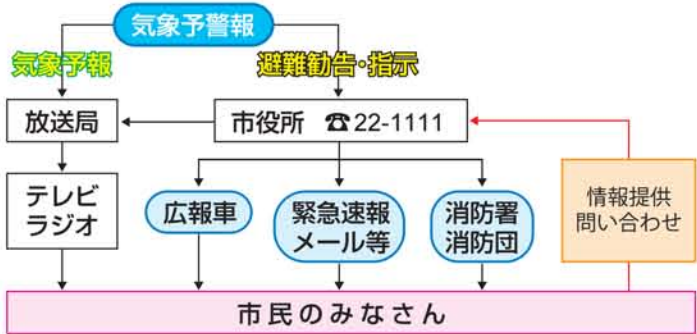 気象予警報
気象予報
避難勧告・指示
放送局
市役所 ☎22-1111
テレビ
ラジオ
広報車
緊急速報
メール等
消防署
消防団
情報提供
問い合わせ
市民のみなさん